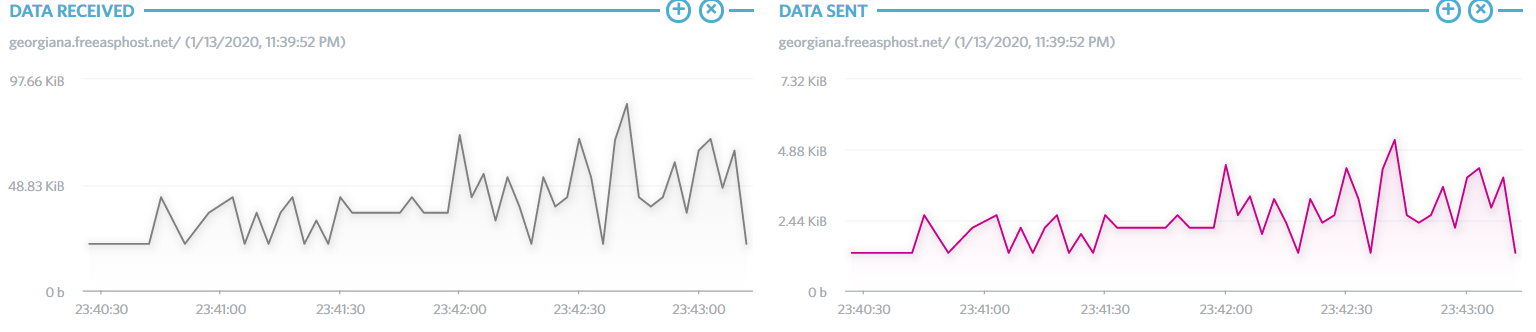 DATA RECEIVED
georgiana.freeasphost.net/ (1/13/2020, 11:39:52 PM)
97.66 KiB
48.83 KiB
0 b
23:40:30 23:41:00 23:41:30 23:42:00 23:42:30 23:43:00
DATA SENT
georgiana.freeasphost.net/ (1/13/2020, 11:39:52 PM)
7.32 KiB
4.88 KiB
2.44 KiB
0 b
23:40:30 23:41:00 23:41:30 23:42:00 23:42:30 23:43:00